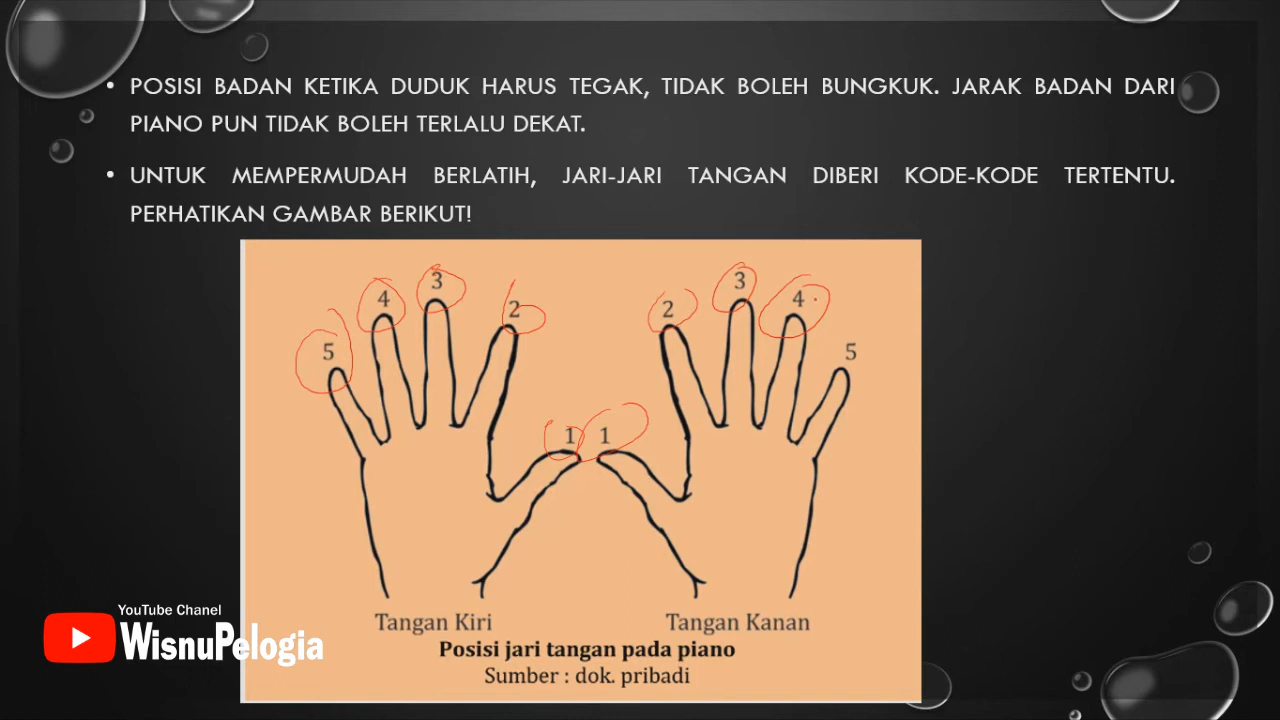 • POSISI BADAN KETIKA DUDUK HARUS TEGAK, TIDAK BOLEH BUNGKUK. JARAK BADAN DARI
PIANO PUN TIDAK BOLEH TERLALU DEKAT.
• UNTUK MEMPERMUDAH BERLATIH, JARI-JARI TANGAN DIBERI KODE-KODE TERTENTU.
PERHATIKAN GAMBAR BERIKUT!
5 4 3 2 1
1 2 3 4 5
Tangan Kiri
Tangan Kanan
Posisi jari tangan pada piano
Sumber : dok. pribadi
YouTube Chanel
WisnuPelogia